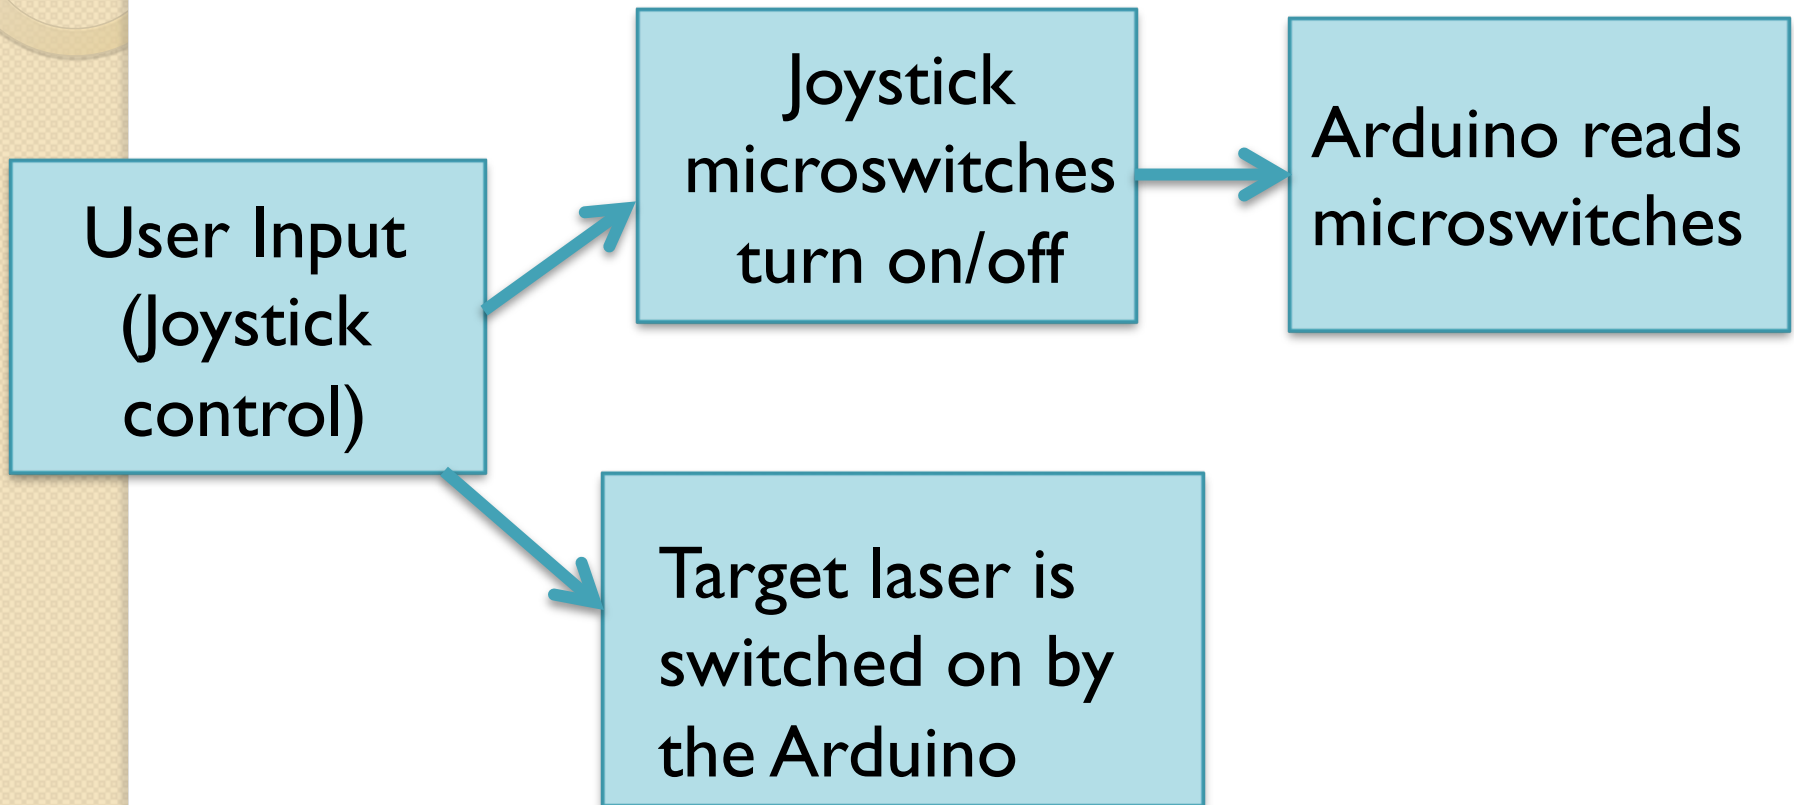 User Input
(Joystick
control)
Joystick
microswitches
turn on/off
Arduino reads
microswitches
Target laser is
switched on by
the Arduino